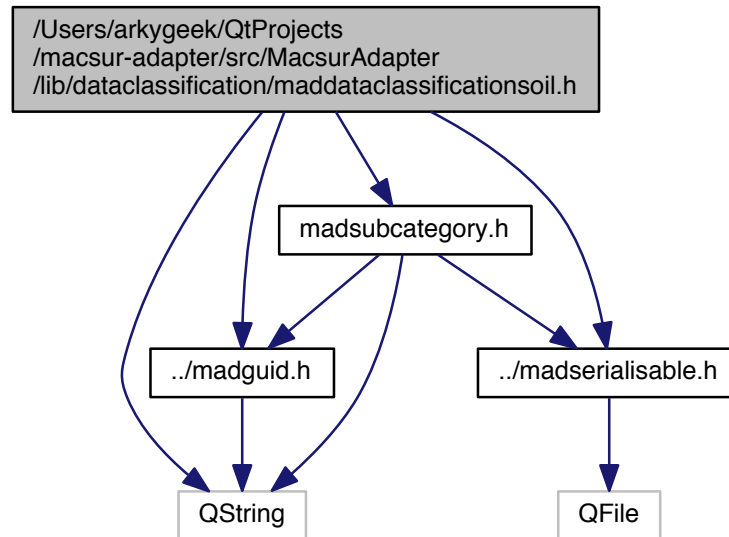 /Users/arkygeek/QtProjects
/macsur-adapter/src/MacsurAdapter
/lib/dataclassification/maddataclassificationsoil.h
madsubcategory.h
../madguid.h
../madserialisable.h
QString
QFile